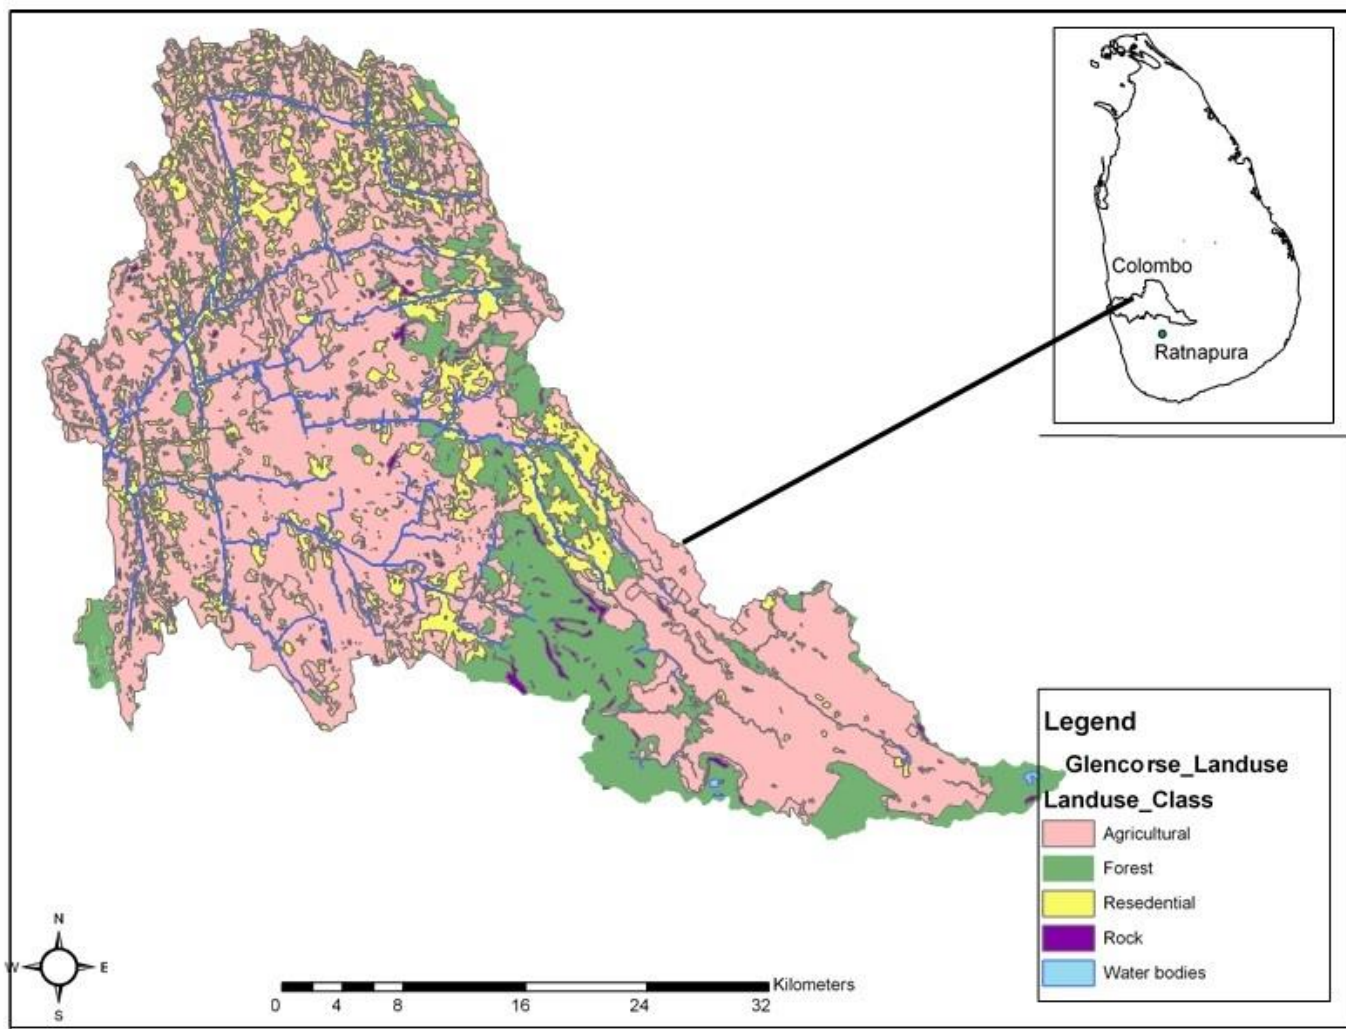 Colombo
Ratnapura
Legend
Glencorse_Landuse
Landuse_Class
Agricultural
Forest
Resedential
Rock
Water bodies
N
W E
S
Kilometers
0 4 8 16 24 32